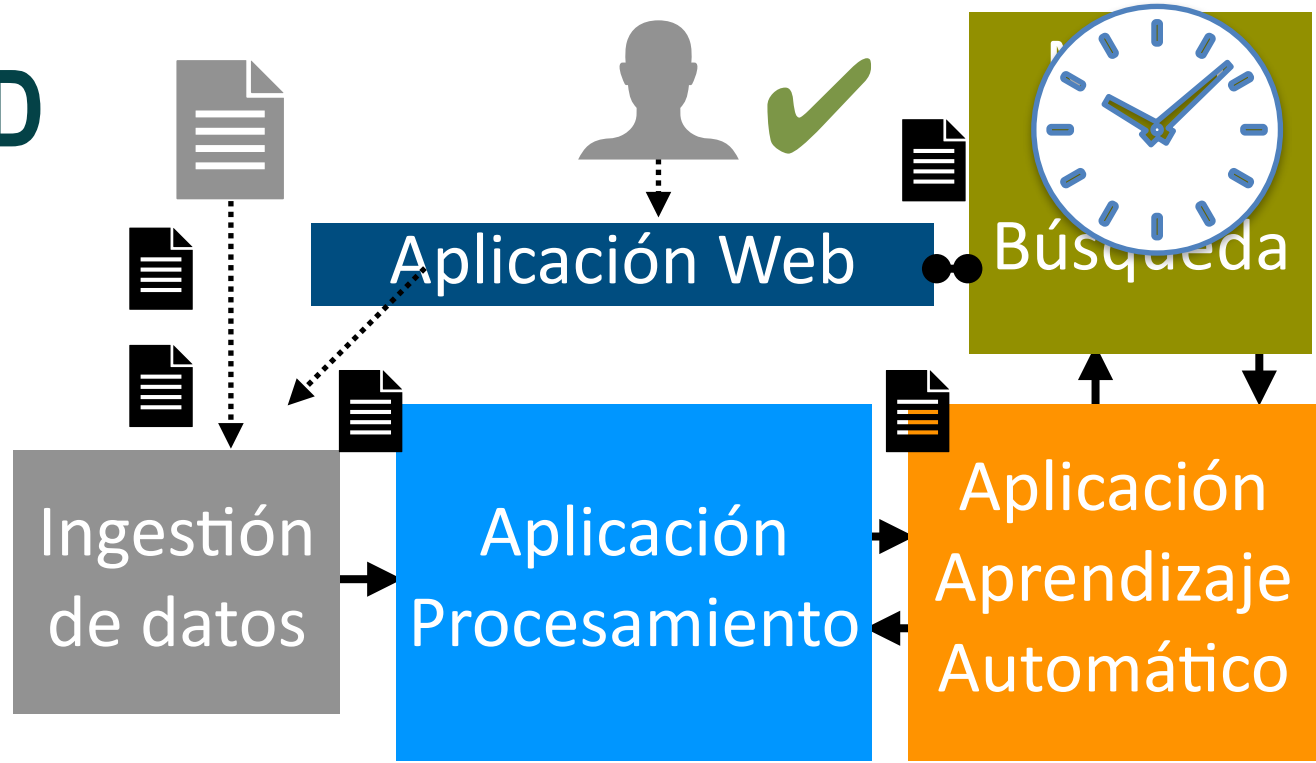 D
Aplicación Web
Búsqueda
Ingestión
de datos
Aplicación
Procesamiento
Aplicación
Aprendizaje
Automático